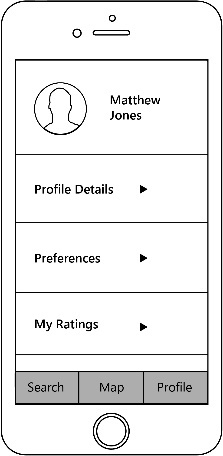 Matthew
Jones
Profile Details
Preferences
My Ratings
Search Map Profile